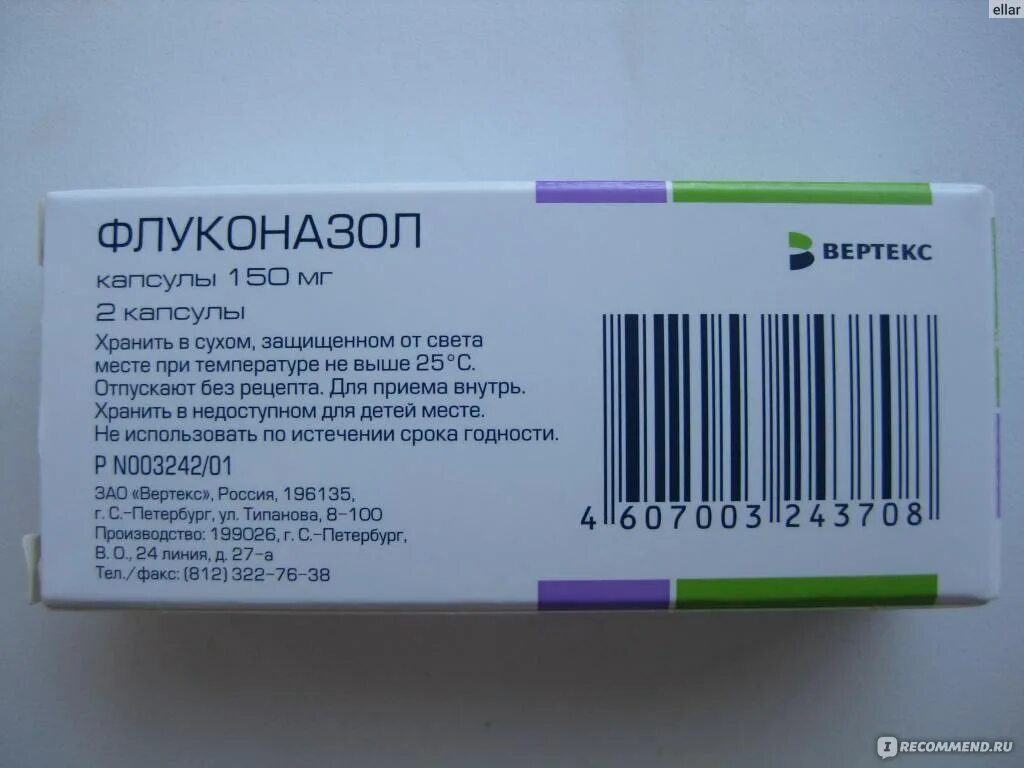 ellar
ФЛУКОНАЗОЛ
капсулы 150 мг
2 капсулы
Хранить в сухом, защищенном от света
месте при температуре не выше 25°С.
Отпускают без рецепта. Для приема внутрь.
Хранить в недоступном для детей месте.
Не использовать по истечении срока годности.
Р N003242/01
ЗАО «Вертекс», Россия, 196135,
г. С.-Петербург, ул. Типанова, 8-100
Производство: 199026, г. С.-Петербург,
В. О., 24 линия, д. 27-а
Тел./факс: (812) 322-76-38
ВЕРТЕКС
4 607003 243708
IRECOMMEND.RU